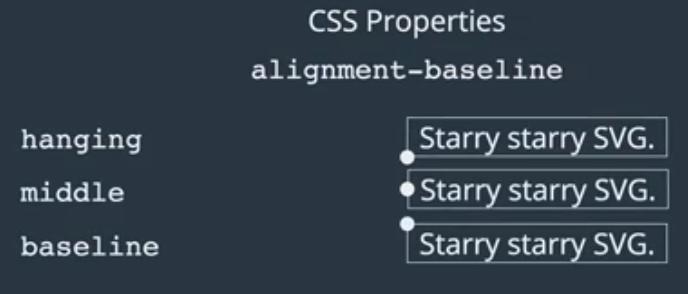 CSS Properties
alignment-baseline
hanging Starry starry SVG.
middle Starry starry SVG.
baseline Starry starry SVG.